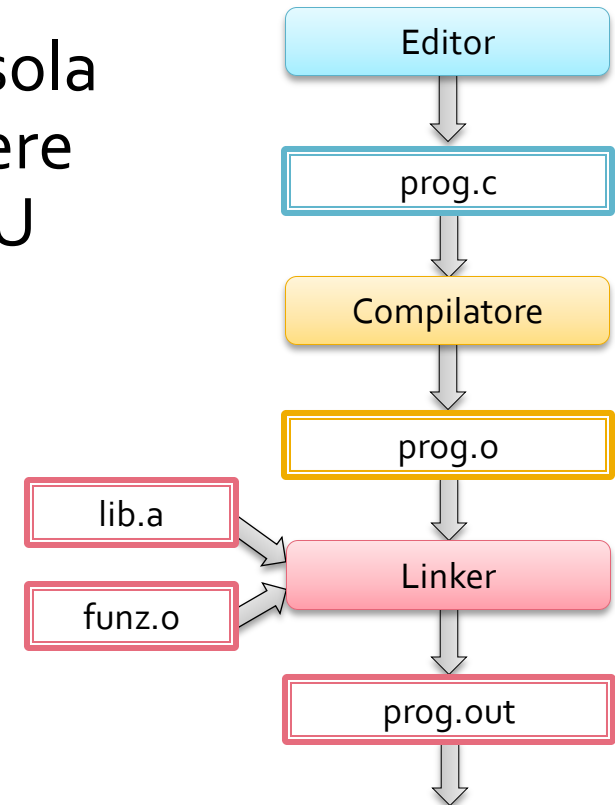 sola
ere
U
Editor
prog.c
Compilatore
prog.o
lib.a
funz.o
Linker
prog.out